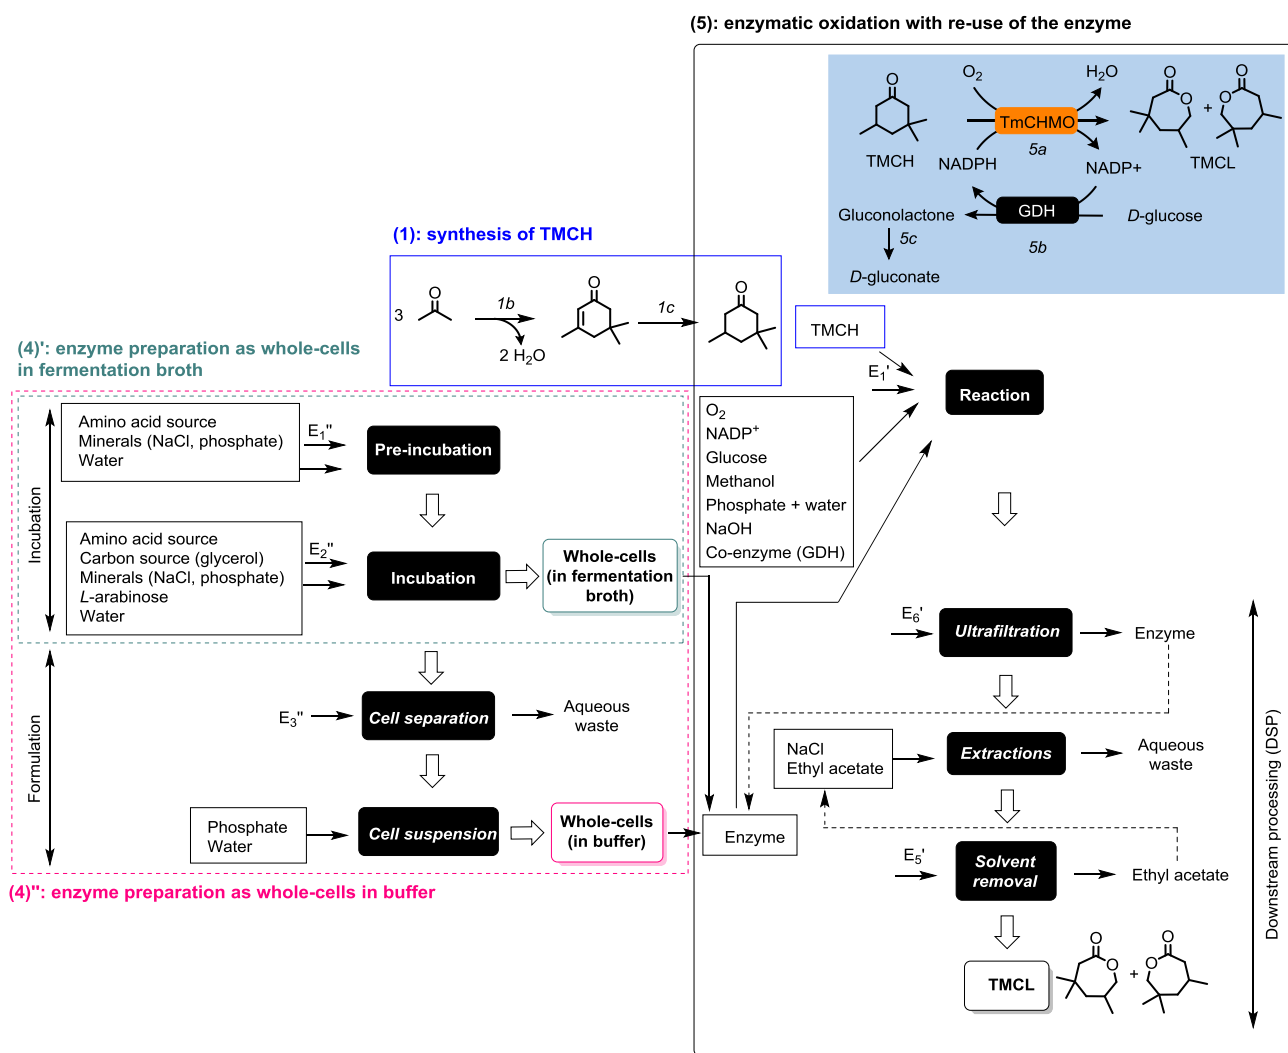 (5): enzymatic oxidation with re-use of the enzyme
O
O2
H2O
O
O
O
O
TmCHMO
+
5a
TMCH
NADPH
NADP+
TMCL
Gluconolactone
GDH
D-glucose
5c
5b
D-gluconate
(1): synthesis of TMCH
3
O
1b
O
1c
O
2 H2O
TMCH
(4)': enzyme preparation as whole-cells
in fermentation broth
E1'
Reaction
O2
NADP+
Glucose
Methanol
Phosphate + water
NaOH
Co-enzyme (GDH)
Incubation
Amino acid source
Minerals (NaCl, phosphate)
Water
E1''
Pre-incubation
Amino acid source
Carbon source (glycerol)
Minerals (NaCl, phosphate)
L-arabinose
Water
E2''
Incubation
Whole-cells
(in fermentation
broth)
E6'
Ultrafiltration
Enzyme
Formulation
E3''
Cell separation
Aqueous
waste
NaCl
Ethyl acetate
Extractions
Aqueous
waste
Downstream processing (DSP)
Phosphate
Water
Cell suspension
Whole-cells
(in buffer)
Enzyme
E5'
Solvent
removal
Ethyl acetate
(4)'': enzyme preparation as whole-cells in buffer
TMCL
O
O
+
O
O